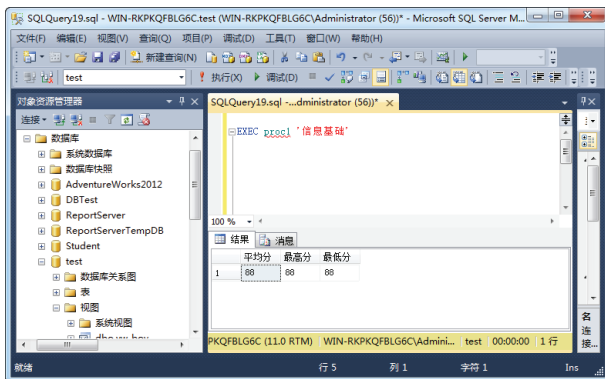 SQLQuery19.sql - WIN-RKPKQFBLG6C.test (WIN-RKPKQFBLG6C\Administrator (56))* - Microsoft SQL Server M...
文件(F) 编辑(E) 视图(V) 查询(Q) 项目(P) 调试(D) 工具(T) 窗口(W) 帮助(H)
新建查询(N)
test 执行(X) 调试(D)
对象资源管理器
连接
数据库
系统数据库
数据库快照
AdventureWorks2012
DBTest
ReportServer
ReportServerTempDB
Student
test
数据库关系图
表
视图
系统视图
SQLQuery19.sql -...dministrator (56))*
EXEC proc1 '信息基础'
100 %
结果 消息
平均分 最高分 最低分
1 88 88 88
PKQFBLG6C (11.0 RTM) WIN-RKPKQFBLG6C\Admini... test 00:00:00 1 行
名
连
接...
就绪 行 5 列 1 字符 1 Ins